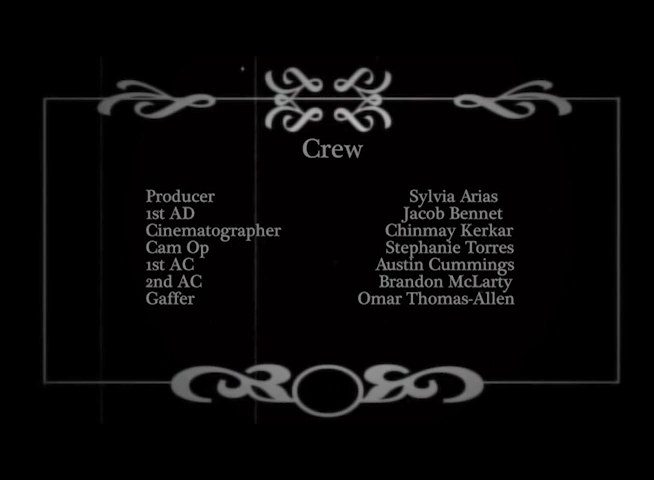 Crew
Producer Sylvia Arias
1st AD Jacob Bennet
Cinematographer Chinmay Kerkar
Cam Op Stephanie Torres
1st AC Austin Cummings
2nd AC Brandon McLarty
Gaffer Omar Thomas-Allen